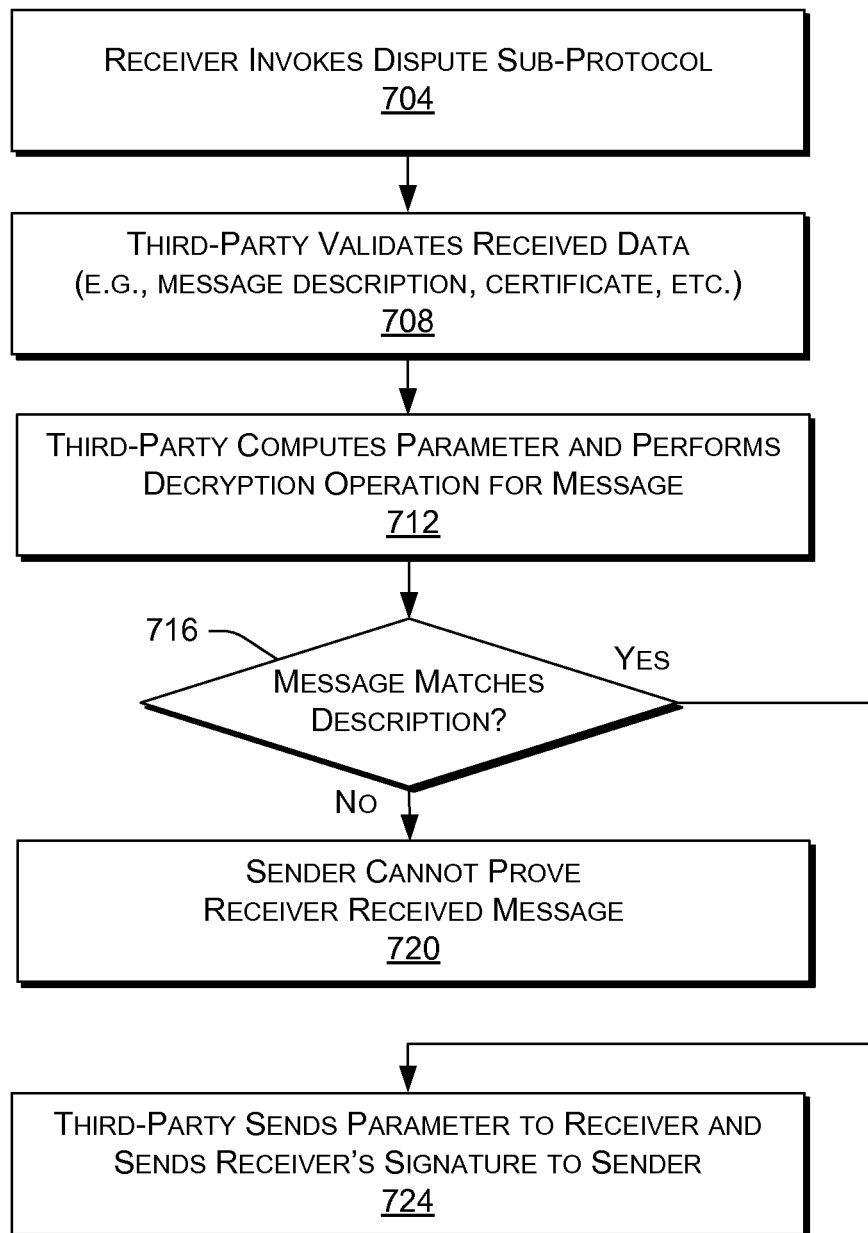 RECEIVER INVOKES DISPUTE SUB-PROTOCOL
704
THIRD-PARTY VALIDATES RECEIVED DATA
(E.G., MESSAGE DESCRIPTION, CERTIFICATE, ETC.)
708
THIRD-PARTY COMPUTES PARAMETER AND PERFORMS
DECRYPTION OPERATION FOR MESSAGE
712
716
YES
MESSAGE MATCHES
DESCRIPTION?
NO
SENDER CANNOT PROVE
RECEIVER RECEIVED MESSAGE
720
THIRD-PARTY SENDS PARAMETER TO RECEIVER AND
SENDS RECEIVER'S SIGNATURE TO SENDER
724